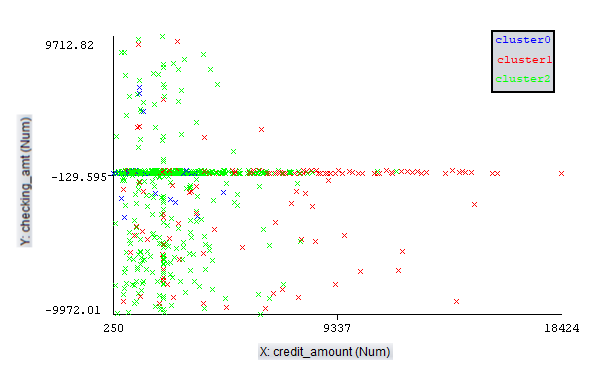 9712.82
cluster0
cluster1
cluster2
Y: checking_amt (Num)
-129.595
-9972.01
250
9337
18424
X: credit_amount (Num)